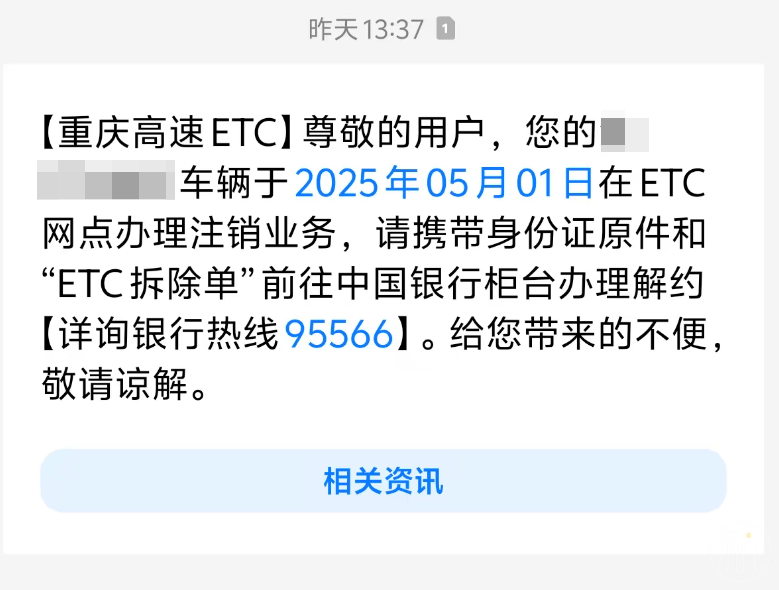 昨天13:37 1
【重庆高速ETC】尊敬的用户，您的
车辆于2025年05月01日在ETC
网点办理注销业务，请携带身份证原件和
“ETC拆除单”前往中国银行柜台办理解约
【详询银行热线95566】。给您带来的不便，
敬请谅解。
相关资讯